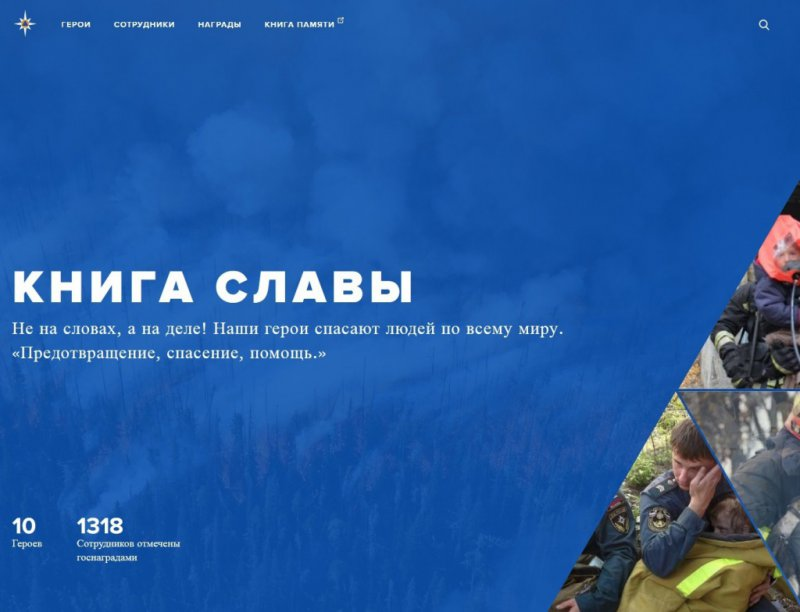 ГЕРОИ СОТРУДНИКИ НАГРАДЫ КНИГА ПАМЯТИ
КНИГА СЛАВЫ
Не на словах, а на деле! Наши герои спасают людей по всему миру.
«Предотвращение, спасение, помощь.»
10 1318
Героев Сотрудников отмечены
госнаградами